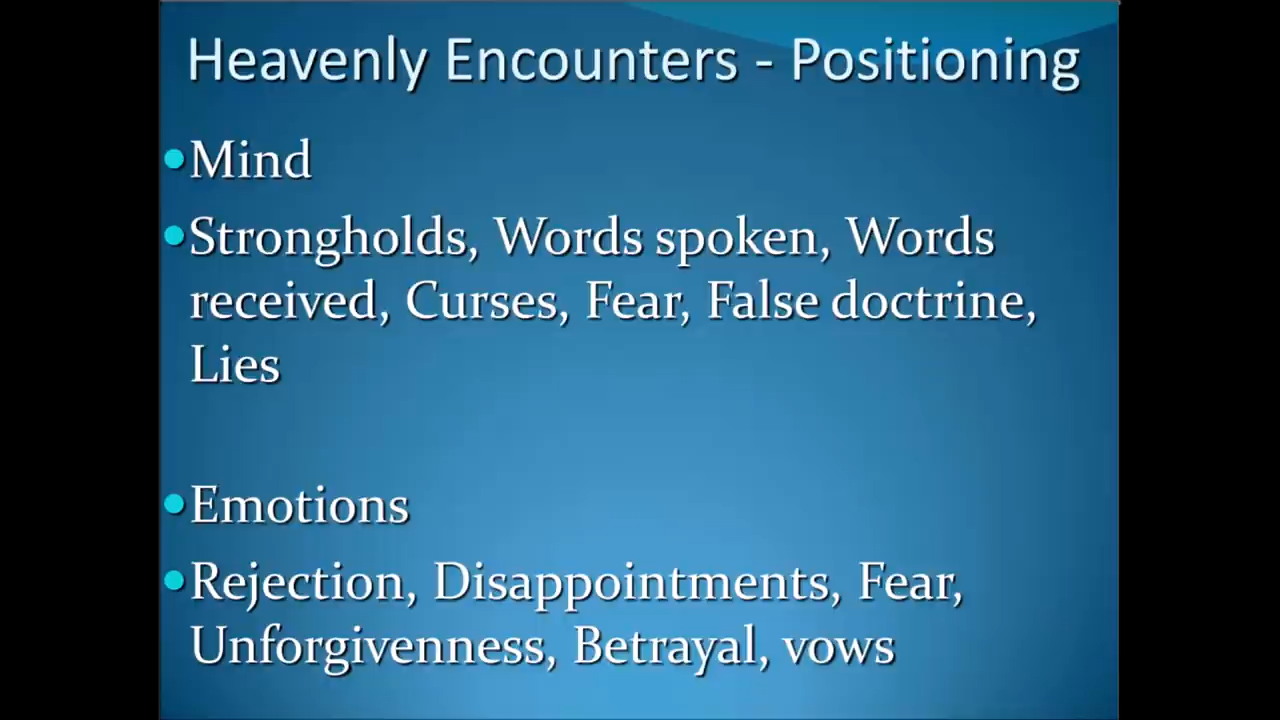 Heavenly Encounters - Positioning
•Mind
•Strongholds, Words spoken, Words
received, Curses, Fear, False doctrine,
Lies
•Emotions
•Rejection, Disappointments, Fear,
Unforgivenness, Betrayal, vows